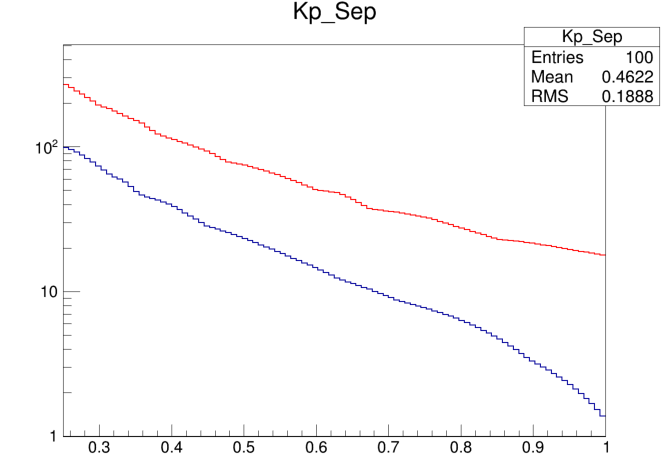 Kp_Sep
Kp_Sep
Entries 100
Mean 0.4622
RMS 0.1888
10²
10
1
0.3 0.4 0.5 0.6 0.7 0.8 0.9 1